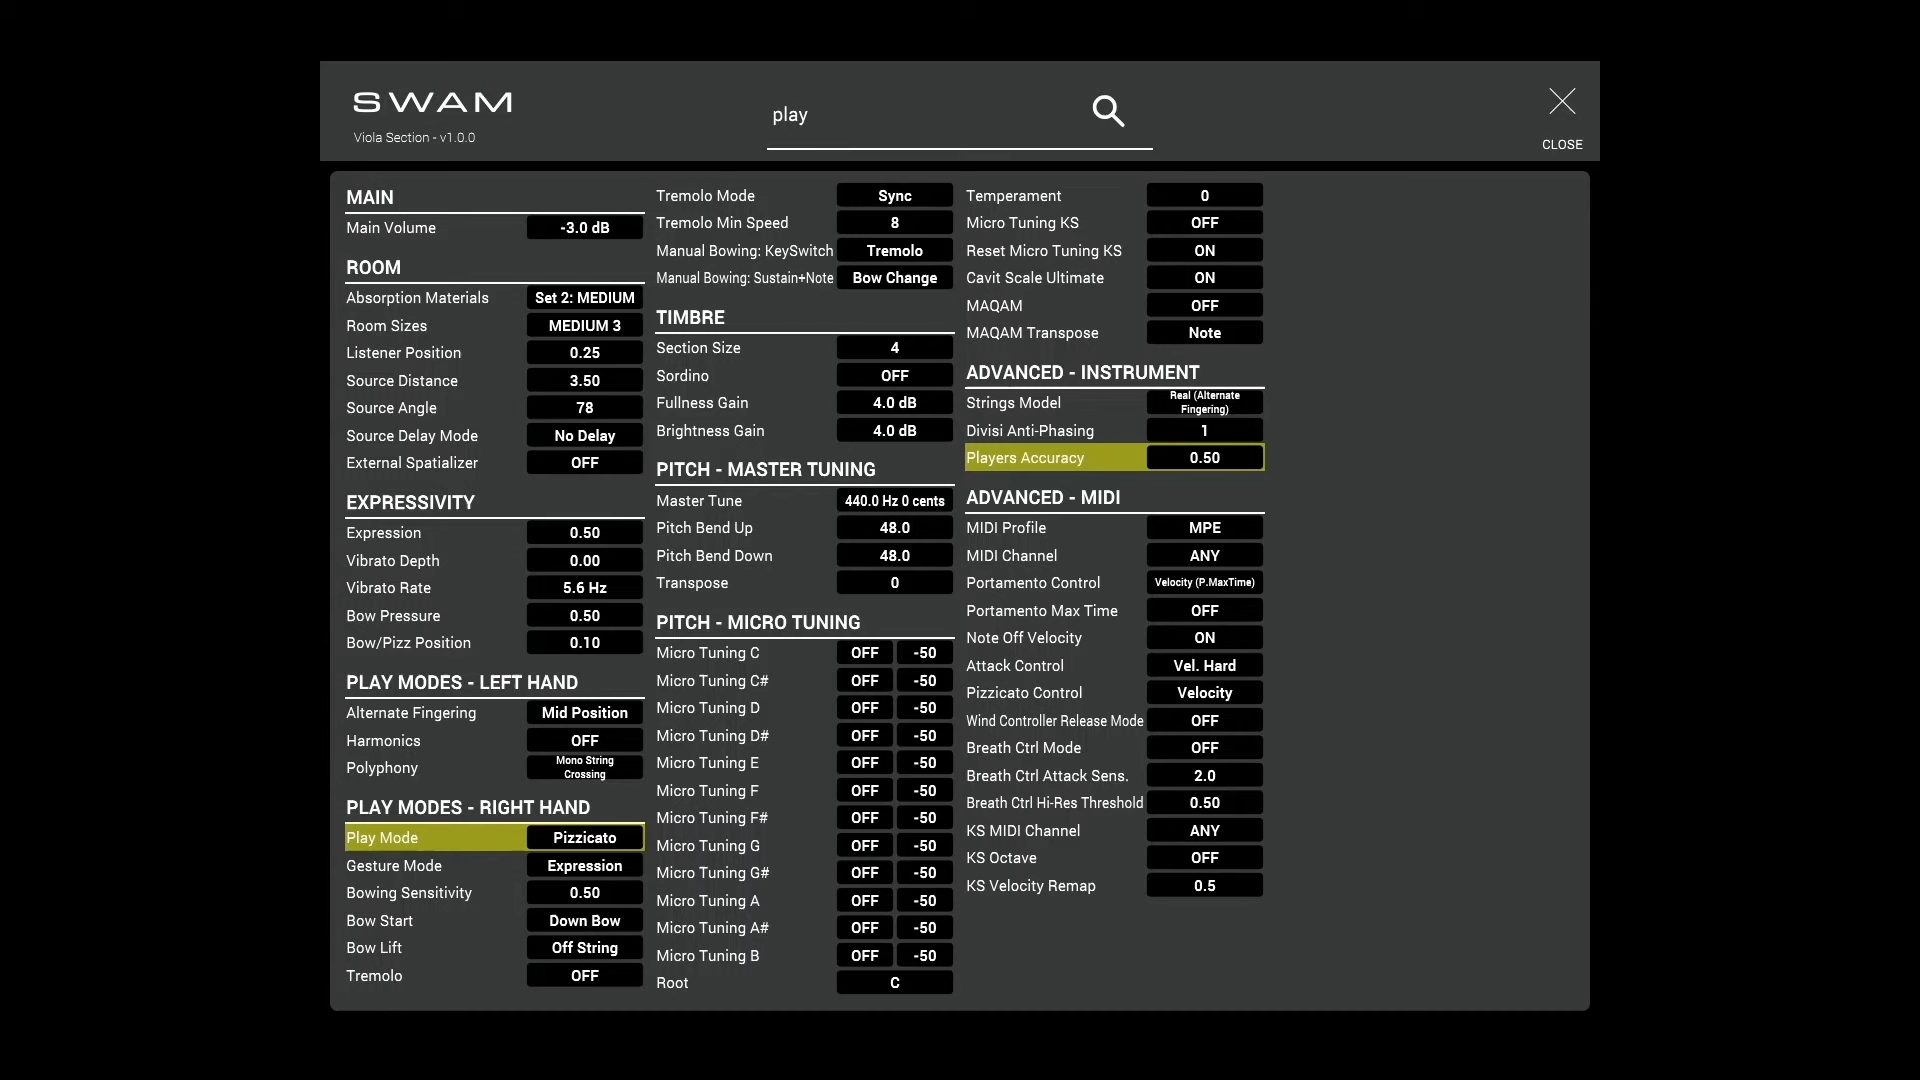 SWAM
Viola Section - v1.0.0
play
CLOSE
MAIN
Main Volume -3.0 dB
ROOM
Absorption Materials Set 2: MEDIUM
Room Sizes MEDIUM 3
Listener Position 0.25
Source Distance 3.50
Source Angle 78
Source Delay Mode No Delay
External Spatializer OFF
EXPRESSIVITY
Expression 0.50
Vibrato Depth 0.00
Vibrato Rate 5.6 Hz
Bow Pressure 0.50
Bow/Pizz Position 0.10
PLAY MODES - LEFT HAND
Alternate Fingering Mid Position
Harmonics OFF
Polyphony Mono String
Crossing
PLAY MODES - RIGHT HAND
Play Mode Pizzicato
Gesture Mode Expression
Bowing Sensitivity 0.50
Bow Start Down Bow
Bow Lift Off String
Tremolo OFF
Tremolo Mode Sync
Tremolo Min Speed 8
Manual Bowing: KeySwitch Tremolo
Manual Bowing: Sustain+Note Bow Change
TIMBRE
Section Size 4
Sordino OFF
Fullness Gain 4.0 dB
Brightness Gain 4.0 dB
PITCH - MASTER TUNING
Master Tune 440.0 Hz 0 cents
Pitch Bend Up 48.0
Pitch Bend Down 48.0
Transpose 0
PITCH - MICRO TUNING
Micro Tuning C OFF -50
Micro Tuning C# OFF -50
Micro Tuning D OFF -50
Micro Tuning D# OFF -50
Micro Tuning E OFF -50
Micro Tuning F OFF -50
Micro Tuning F# OFF -50
Micro Tuning G OFF -50
Micro Tuning G# OFF -50
Micro Tuning A OFF -50
Micro Tuning A# OFF -50
Micro Tuning B OFF -50
Root C
Temperament 0
Micro Tuning KS OFF
Reset Micro Tuning KS ON
Cavit Scale Ultimate ON
MAQAM OFF
MAQAM Transpose Note
ADVANCED - INSTRUMENT
Strings Model Real (Alternate
Fingering)
Divisi Anti-Phasing 1
Players Accuracy 0.50
ADVANCED - MIDI
MIDI Profile MPE
MIDI Channel ANY
Portamento Control Velocity (P.MaxTime)
Portamento Max Time OFF
Note Off Velocity ON
Attack Control Vel. Hard
Pizzicato Control Velocity
Wind Controller Release Mode OFF
Breath Ctrl Mode OFF
Breath Ctrl Attack Sens. 2.0
Breath Ctrl Hi-Res Threshold 0.50
KS MIDI Channel ANY
KS Octave OFF
KS Velocity Remap 0.5